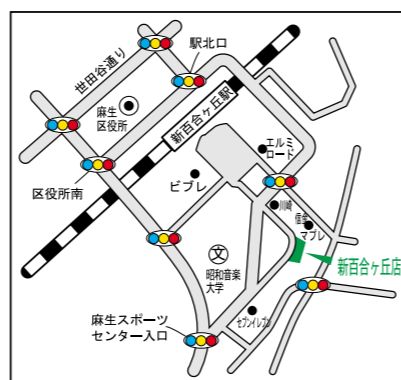 世田谷通り
駅北口
麻生
区役所
新百合ヶ丘駅
エルミ
ロード
区役所南
ビブレ
川崎
信金
マプレ
文
昭和音楽
大学
新百合ヶ丘店
麻生スポーツ
センター入口
セブンイレブン